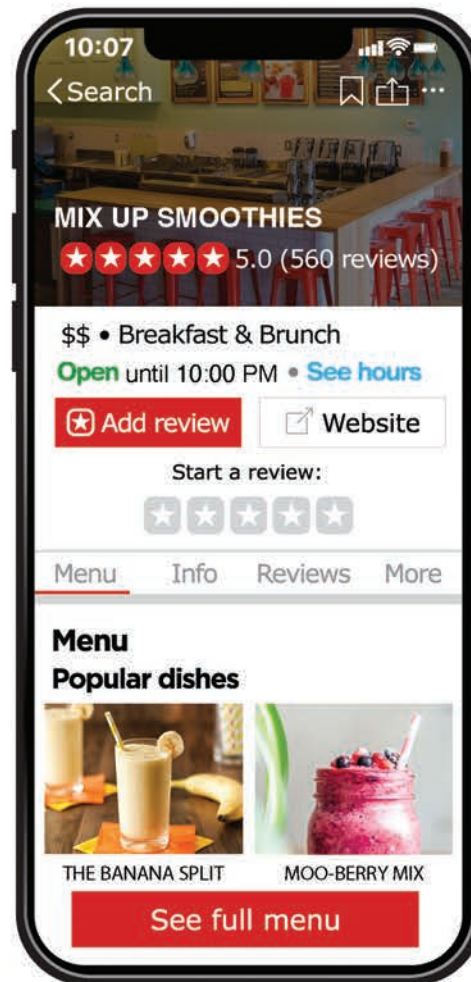 10:07
Search
MIX UP SMOOTHIES
5.0 (560 reviews)
$$ • Breakfast & Brunch
Open until 10:00 PM • See hours
Add review
Website
Start a review:
Menu Info Reviews More
Menu
Popular dishes
THE BANANA SPLIT MOO-BERRY MIX
See full menu